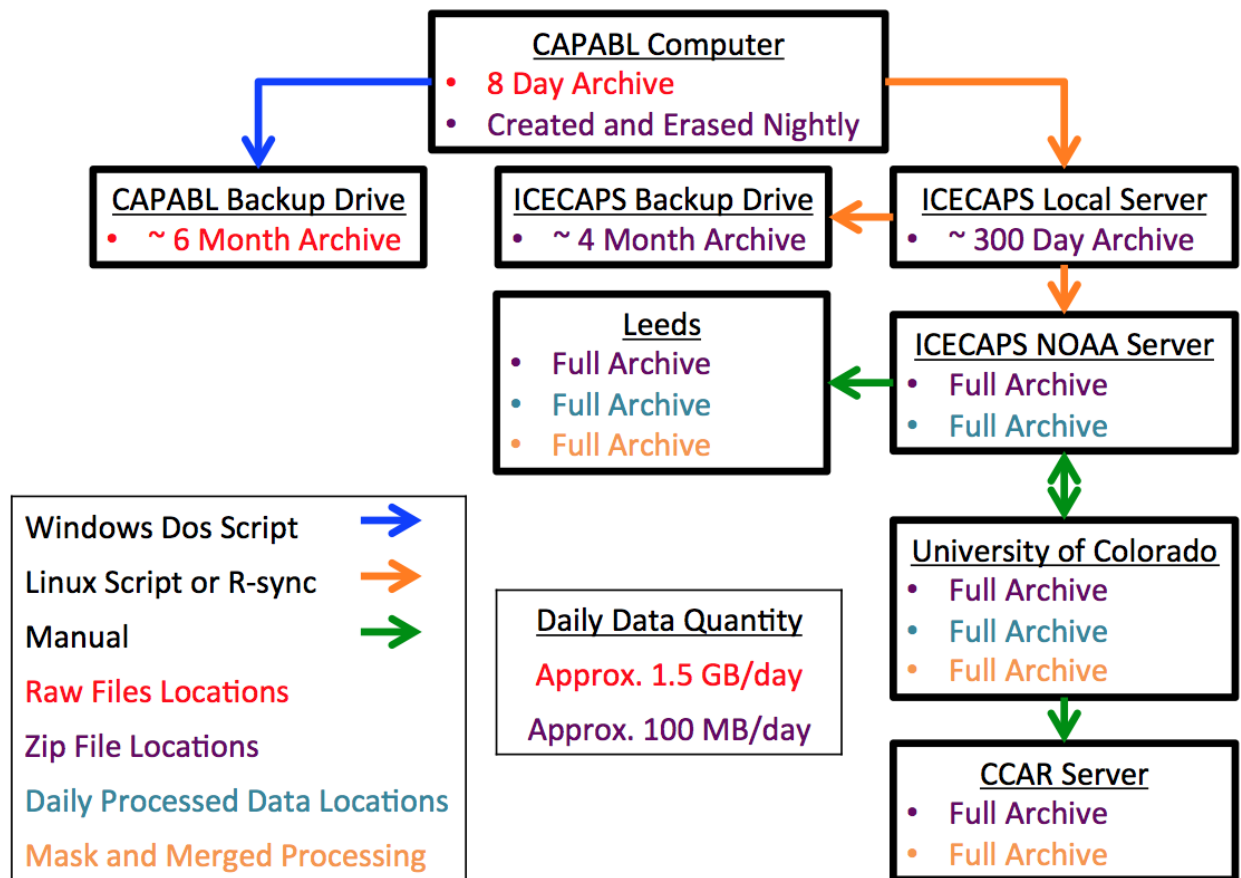 CAPABL Computer
• 8 Day Archive
• Created and Erased Nightly
CAPABL Backup Drive
• ~ 6 Month Archive
ICECAPS Backup Drive
• ~ 4 Month Archive
ICECAPS Local Server
• ~ 300 Day Archive
Leeds
• Full Archive
• Full Archive
• Full Archive
ICECAPS NOAA Server
• Full Archive
• Full Archive
University of Colorado
• Full Archive
• Full Archive
• Full Archive
CCAR Server
• Full Archive
• Full Archive
Windows Dos Script
Linux Script or R-sync
Manual
Raw Files Locations
Zip File Locations
Daily Processed Data Locations
Mask and Merged Processing
Daily Data Quantity
Approx. 1.5 GB/day
Approx. 100 MB/day